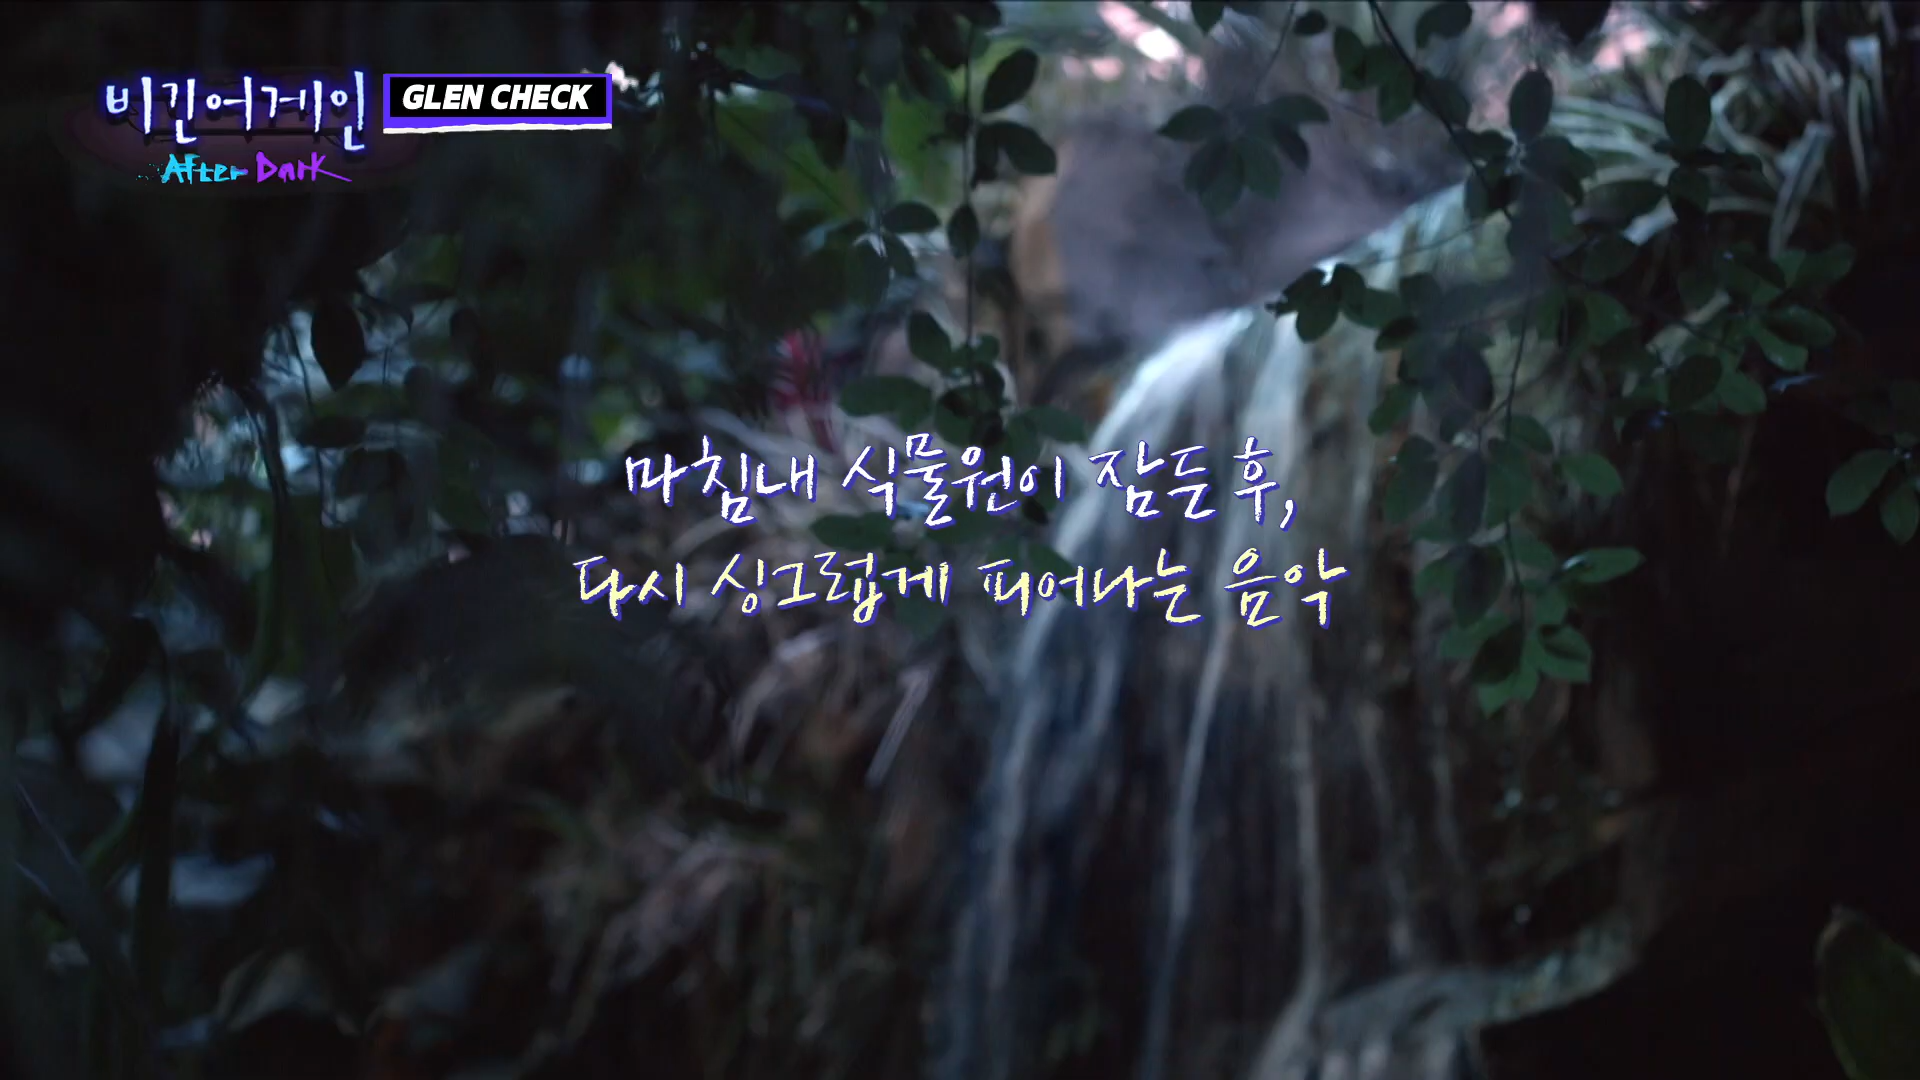 비긴어게인
After Dark
GLEN CHECK
마침내 식물원이 잠든 후,
다시 싱그럽게 피어나는 음악